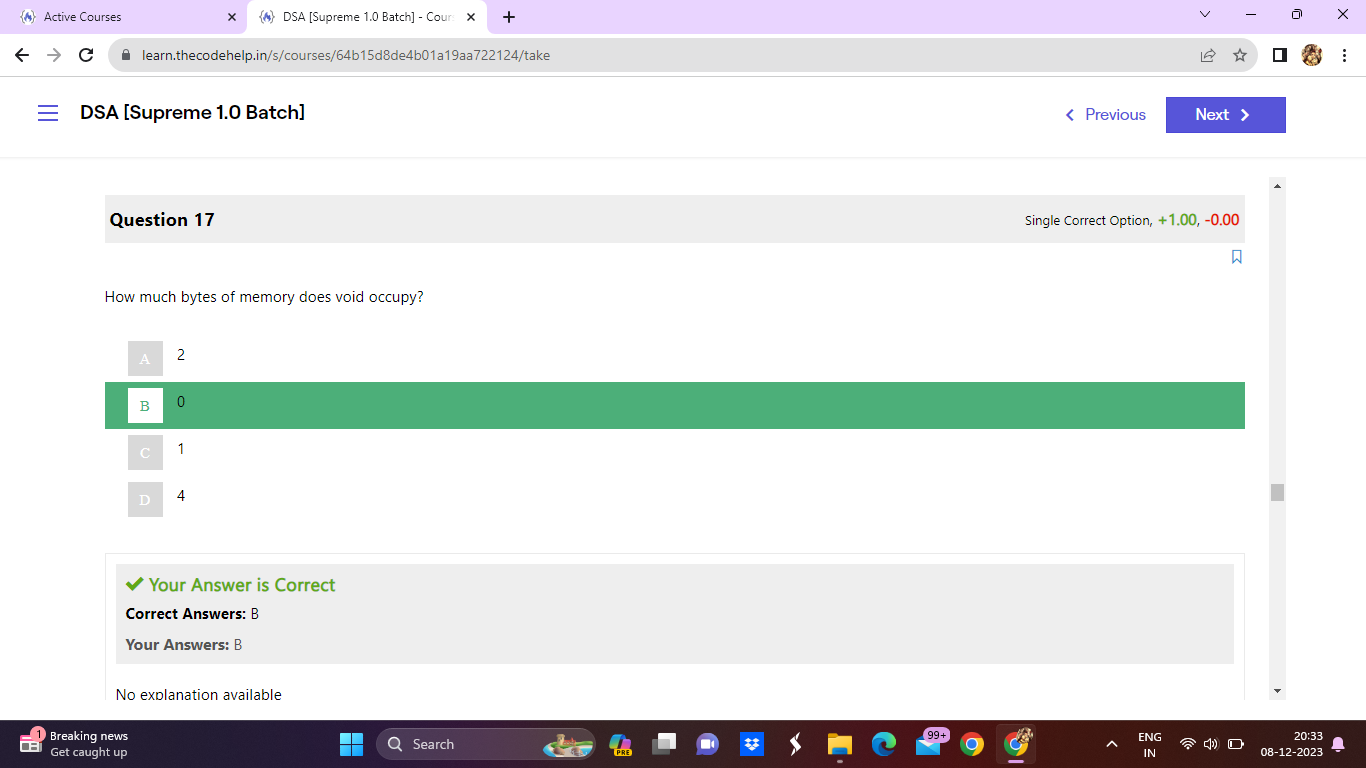 Active Courses
DSA [Supreme 1.0 Batch] - Cour
learn.thecodehelp.in/s/courses/64b15d8de4b01a19aa722124/take
DSA [Supreme 1.0 Batch]
Previous
Next
Question 17
Single Correct Option, +1.00, -0.00
How much bytes of memory does void occupy?
A 2
B 0
C 1
D 4
Your Answer is Correct
Correct Answers: B
Your Answers: B
No explanation available
1
Breaking news
Get caught up
Search
PRE
99+
ENG
IN
20:33
08-12-2023